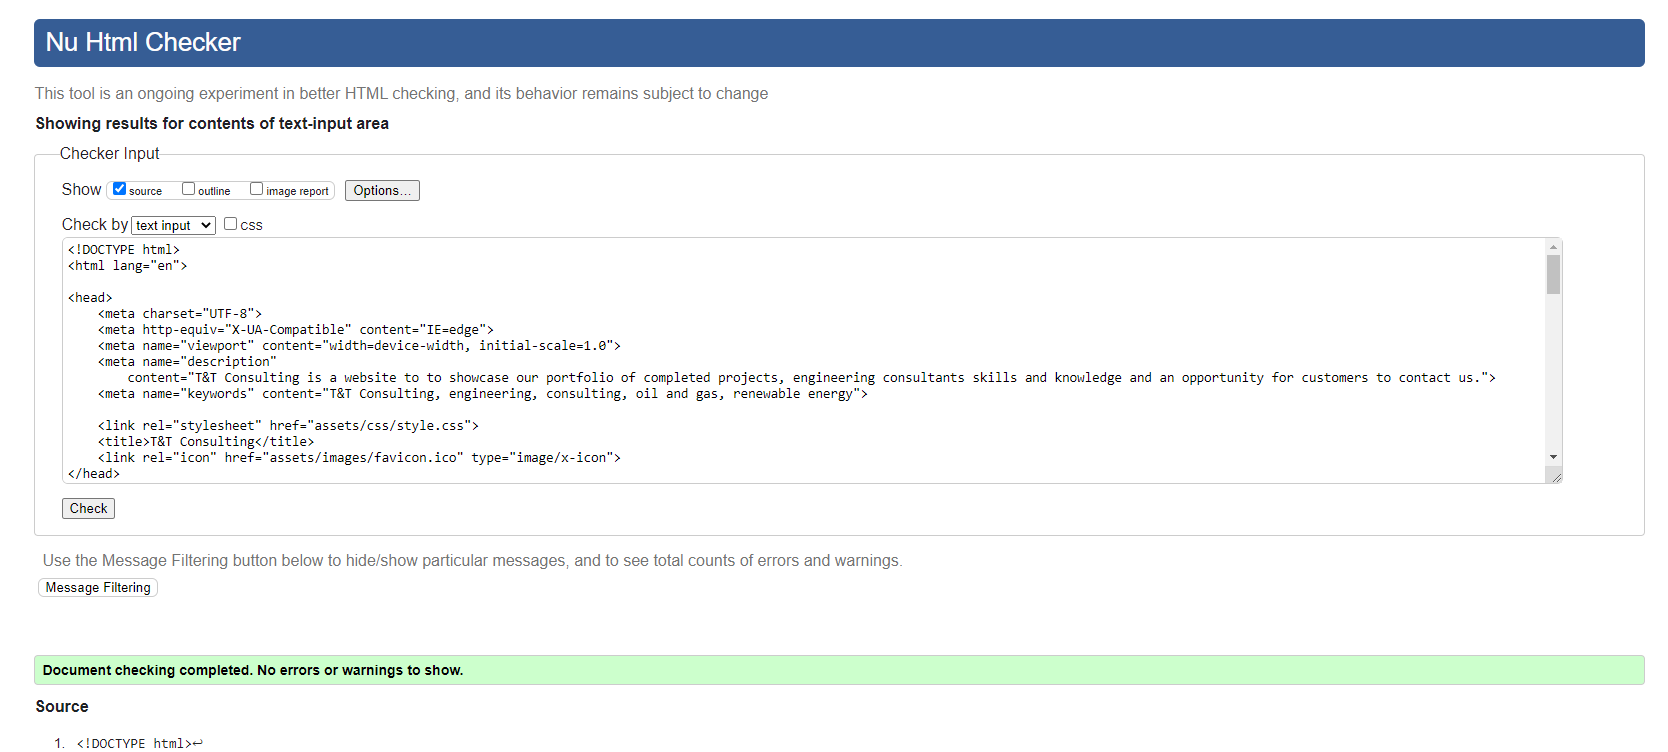 Nu Html Checker
This tool is an ongoing experiment in better HTML checking, and its behavior remains subject to change
Showing results for contents of text-input area
Checker Input
Show source outline image report Options...
Check by text input css
<!DOCTYPE html>
<html lang="en">
<head>
<meta charset="UTF-8">
<meta http-equiv="X-UA-Compatible" content="IE=edge">
<meta name="viewport" content="width=device-width, initial-scale=1.0">
<meta name="description"
content="T&T Consulting is a website to to showcase our portfolio of completed projects, engineering consultants skills and knowledge and an opportunity for customers to contact us.">
<meta name="keywords" content="T&T Consulting, engineering, consulting, oil and gas, renewable energy">
<link rel="stylesheet" href="assets/css/style.css">
<title>T&T Consulting</title>
<link rel="icon" href="assets/images/favicon.ico" type="image/x-icon">
</head>
Check
Use the Message Filtering button below to hide/show particular messages, and to see total counts of errors and warnings.
Message Filtering
Document checking completed. No errors or warnings to show.
Source
1. <!DOCTYPE html>↩